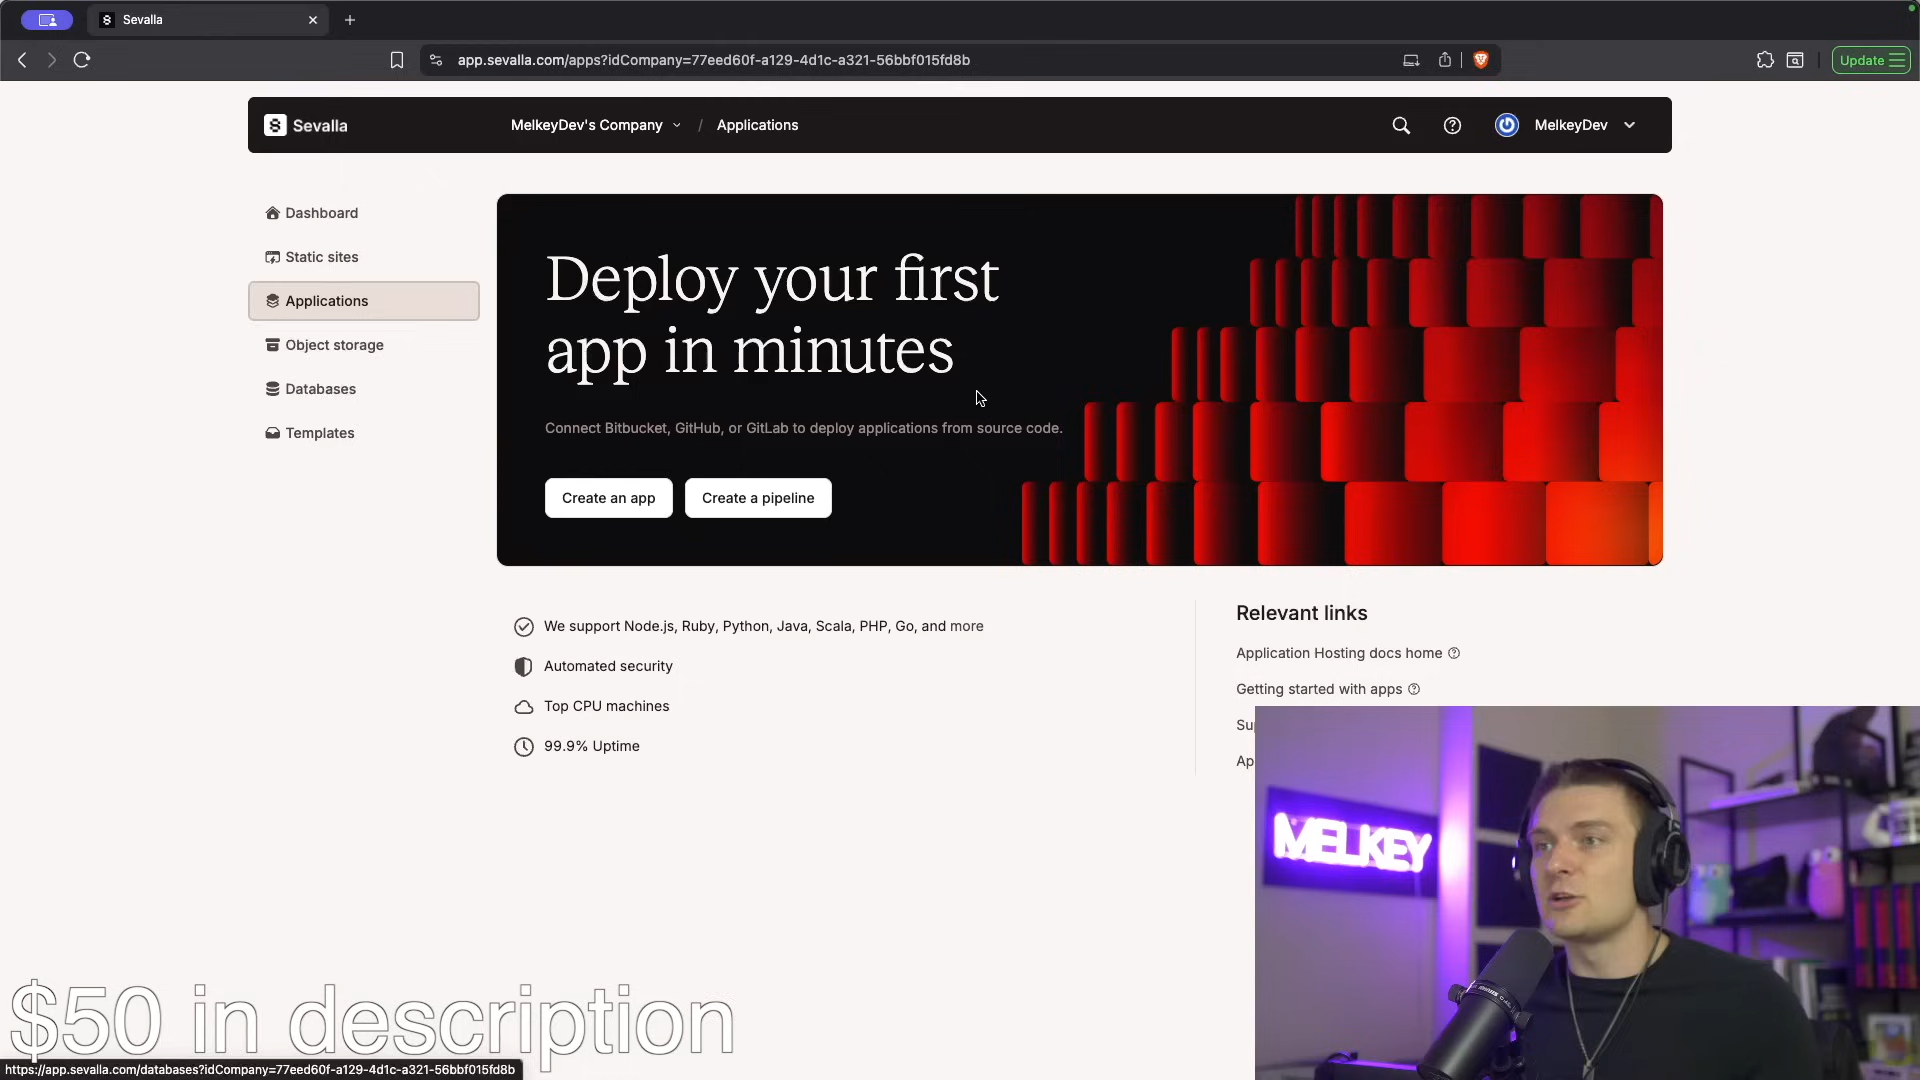 Sevalla
app.sevalla.com/apps?idCompany=77eed60f-a129-4d1c-a321-56bbf015fd8b
Update
Sevalla
MelkeyDev's Company / Applications
MelkeyDev
Dashboard
Static sites
Applications
Object storage
Databases
Templates
Deploy your first
app in minutes
Connect Bitbucket, GitHub, or GitLab to deploy applications from source code.
Create an app
Create a pipeline
We support Node.js, Ruby, Python, Java, Scala, PHP, Go, and more
Automated security
Top CPU machines
99.9% Uptime
Relevant links
Application Hosting docs home
Getting started with apps
MELKEY
$50 in description
https://app.sevalla.com/databases?idCompany=77eed60f-a129-4d1c-a321-56bbf015fd8b